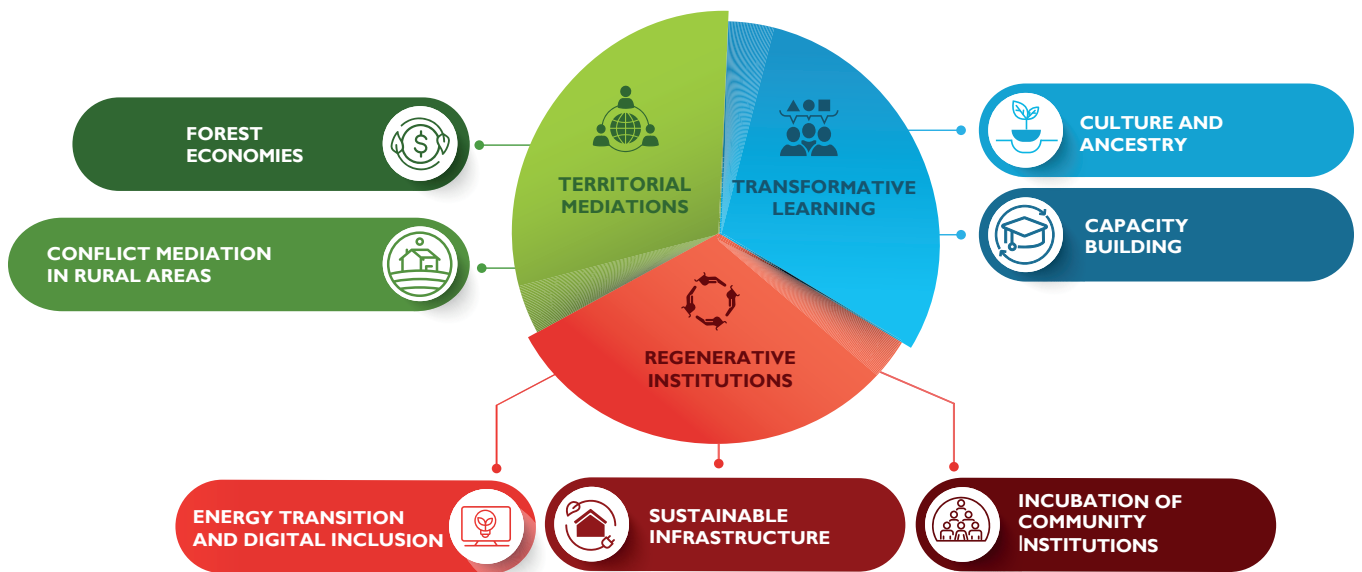 TERRITORIAL
MEDIATIONS
TRANSFORMATIVE
LEARNING
REGENERATIVE
INSTITUTIONS
FOREST
ECONOMIES
$
CONFLICT MEDIATION
IN RURAL AREAS
CULTURE AND
ANCESTRY
CAPACITY
BUILDING
ENERGY TRANSITION
AND DIGITAL INCLUSION
SUSTAINABLE
INFRASTRUCTURE
INCUBATION OF
COMMUNITY
INSTITUTIONS